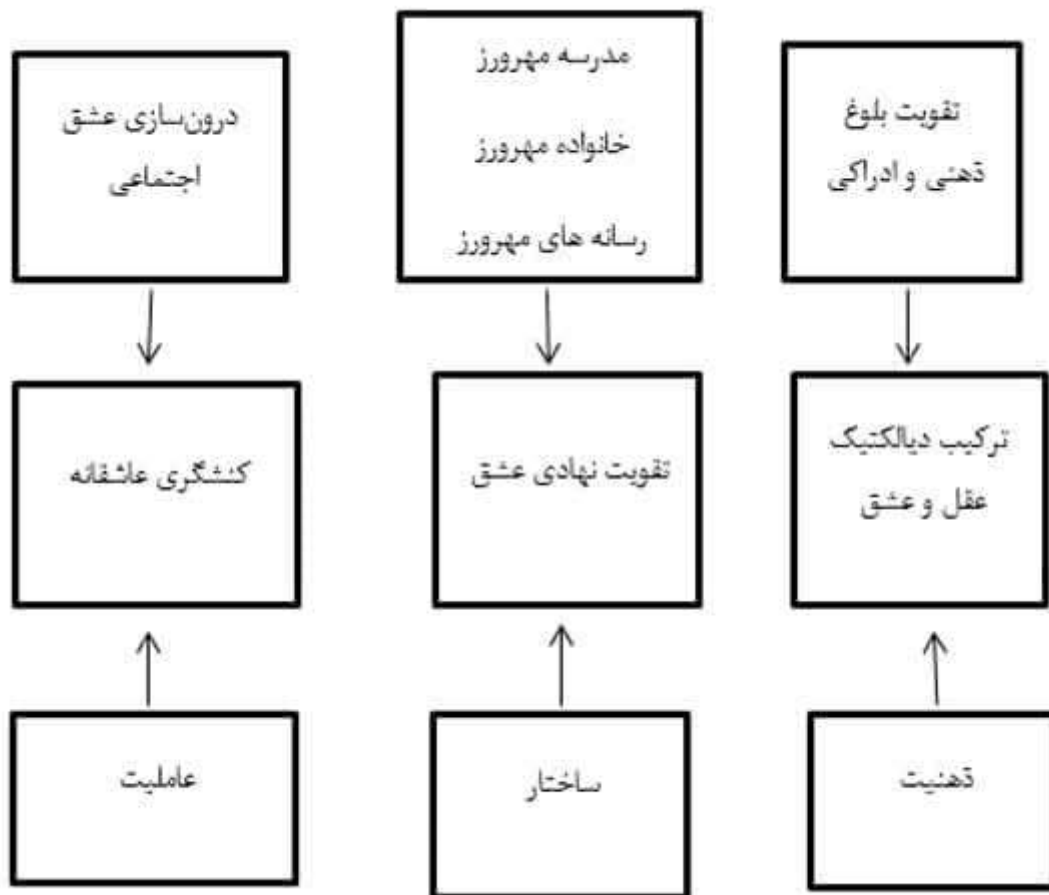 تقویت بلوغ
ذهنی و ادراکی
مدرسه مهرورز
خانواده مهرورز
رسانه های مهرورز
درون‌سازی عشق
اجتماعی
ترکیب دیالکتیک
عقل و عشق
تقویت نهادی عشق
کنشگری عاشقانه
ذهنیت
ساختار
عاملیت